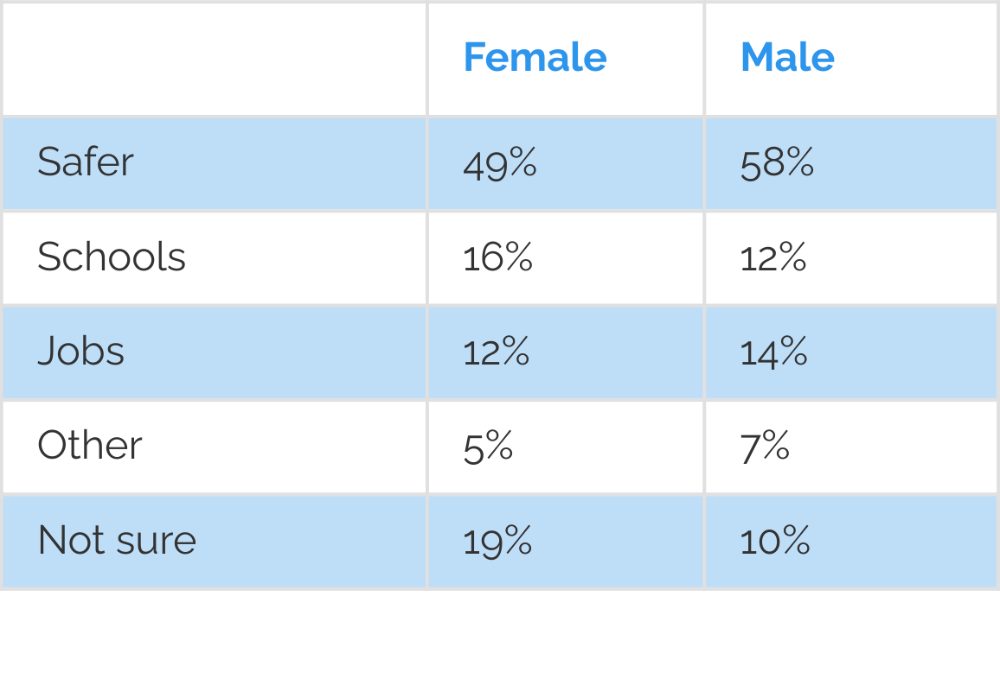 Female Male
Safer 49% 58%
Schools 16% 12%
Jobs 12% 14%
Other 5% 7%
Not sure 19% 10%